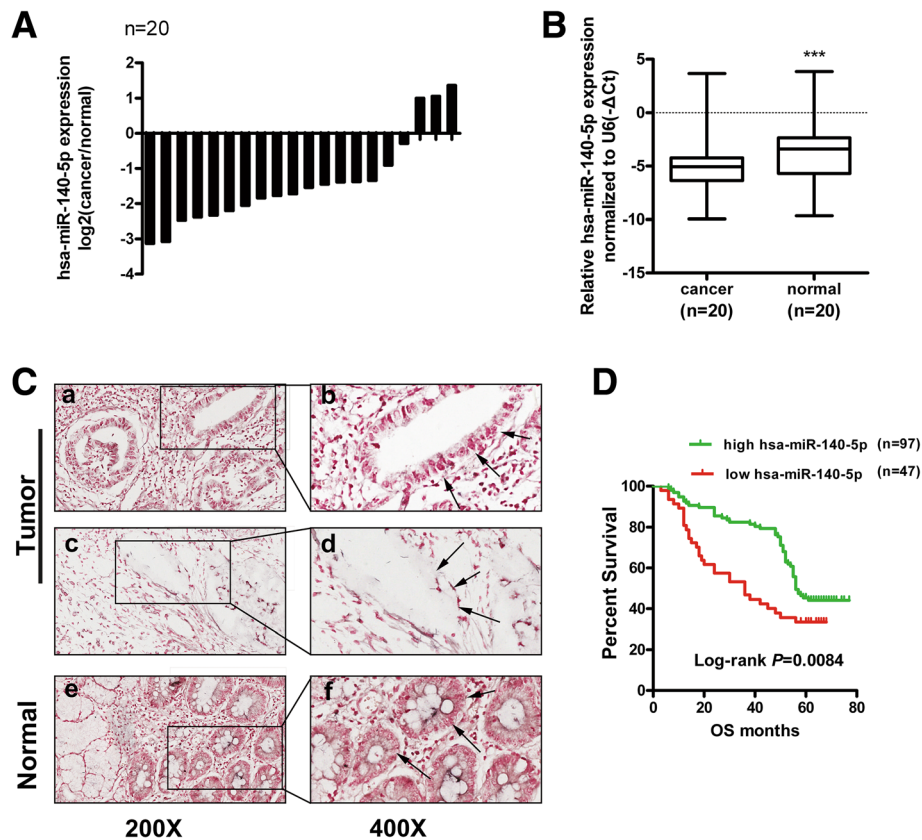 A
n=20
hsa-miR-140-5p expression
log2(cancer/normal)
2
1
0
-1
-2
-3
-4
B
Relative hsa-miR-140-5p expression
normalized to U6(-ΔCt)
***
5
0
-5
-10
-15
cancer
(n=20)
normal
(n=20)
C
Tumor
a
b
c
d
Normal
e
f
200X
400X
D
high hsa-miR-140-5p (n=97)
low hsa-miR-140-5p (n=47)
Percent Survival
100
80
60
40
20
0
Log-rank P=0.0084
0 20 40 60 80
OS months